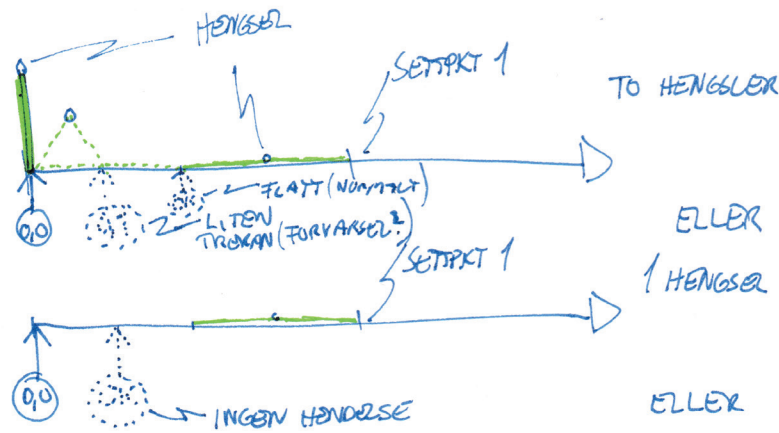 HENGSEL
SETTPKT 1
TO HENGSLER
FLATT (NORMALT)
0,0
LITEN
TREKAN (FORVARSEL?)
ELLER
SETTPKT 1
1 HENGSEL
0,0
INGEN HENDELSE
ELLER